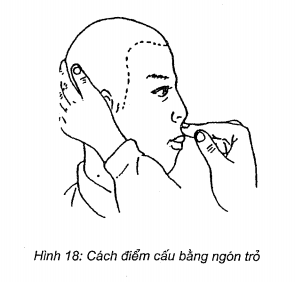 Hình 18: Cách điểm cấu bằng ngón trỏ